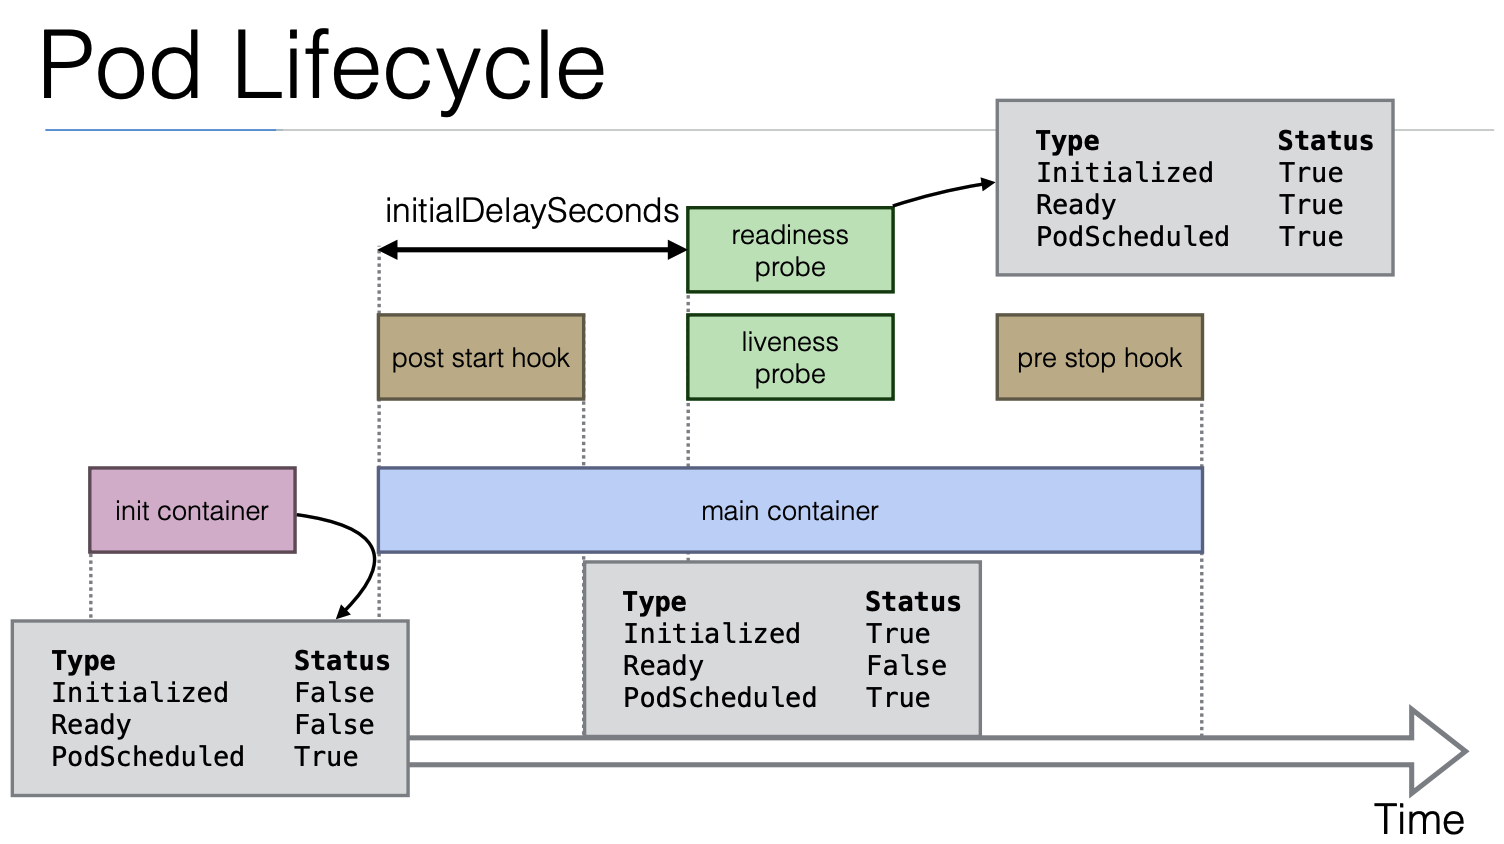 Pod Lifecycle
Type Status
Initialized True
Ready True
PodScheduled True
initialDelaySeconds
readiness
probe
post start hook
liveness
probe
pre stop hook
init container
main container
Type Status
Initialized True
Ready False
PodScheduled True
Type Status
Initialized False
Ready False
PodScheduled True
Time